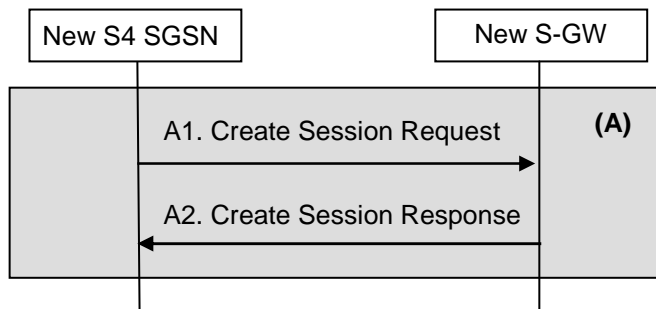 New S4 SGSN
New S-GW
(A)
A1. Create Session Request
A2. Create Session Response